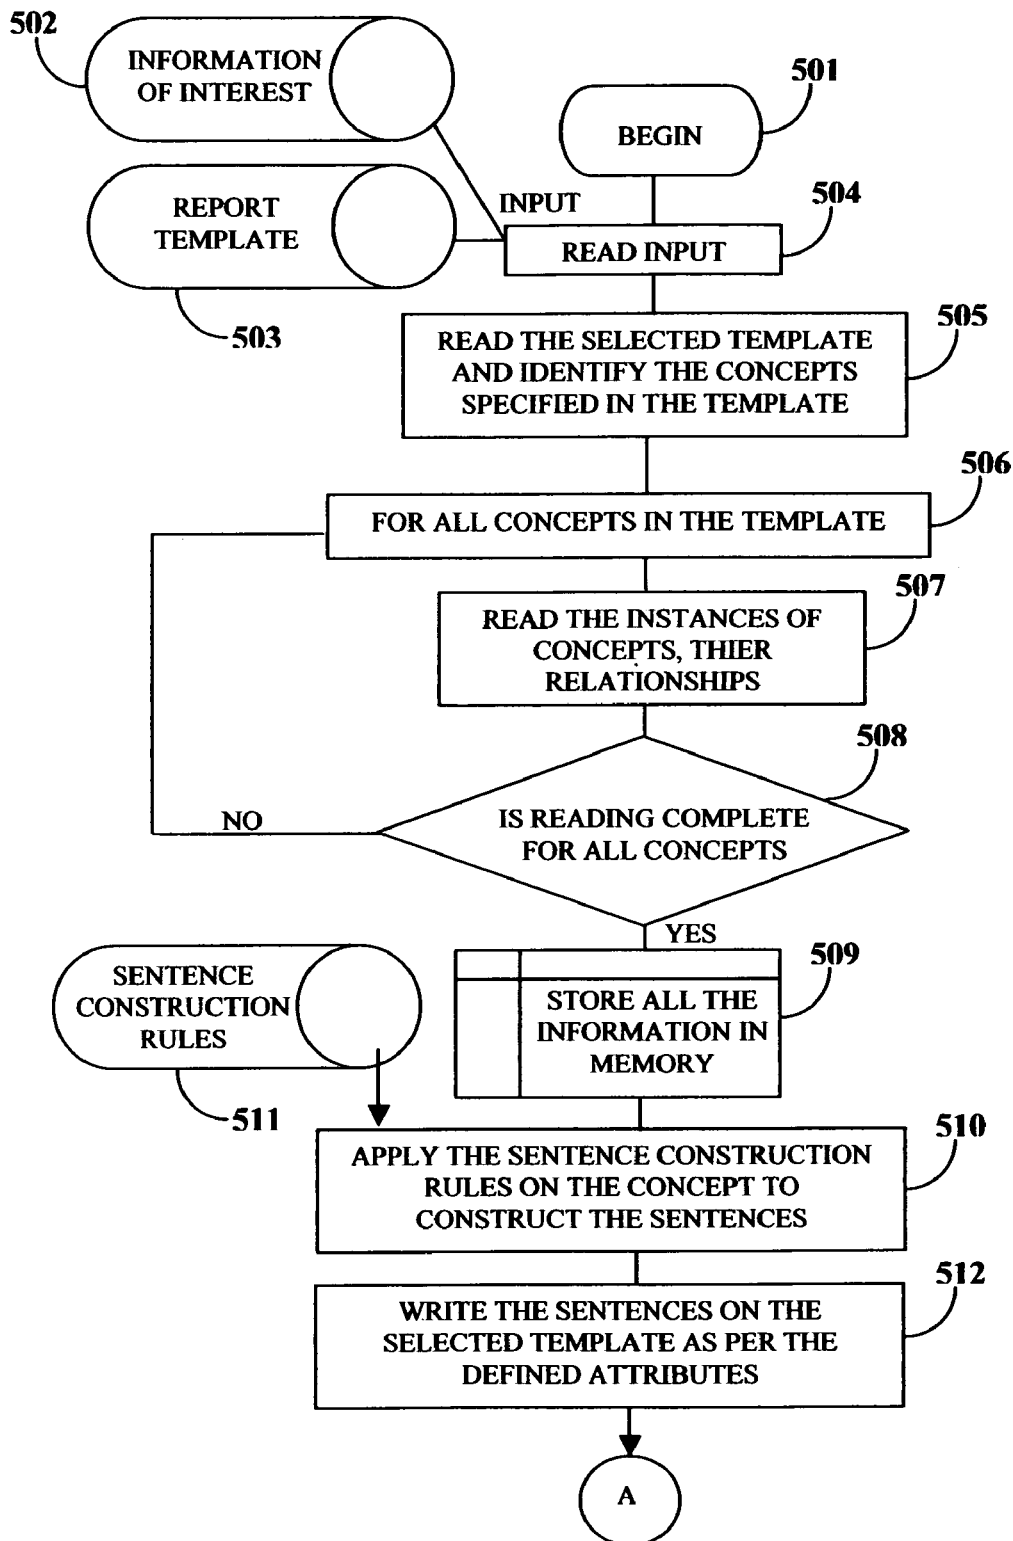 502
INFORMATION
OF INTEREST
501
BEGIN
REPORT
TEMPLATE
503
INPUT
504
READ INPUT
505
READ THE SELECTED TEMPLATE
AND IDENTIFY THE CONCEPTS
SPECIFIED IN THE TEMPLATE
506
FOR ALL CONCEPTS IN THE TEMPLATE
507
READ THE INSTANCES OF
CONCEPTS, THIER
RELATIONSHIPS
508
IS READING COMPLETE
FOR ALL CONCEPTS
NO
YES
509
STORE ALL THE
INFORMATION IN
MEMORY
SENTENCE
CONSTRUCTION
RULES
511
510
APPLY THE SENTENCE CONSTRUCTION
RULES ON THE CONCEPT TO
CONSTRUCT THE SENTENCES
512
WRITE THE SENTENCES ON THE
SELECTED TEMPLATE AS PER THE
DEFINED ATTRIBUTES
A